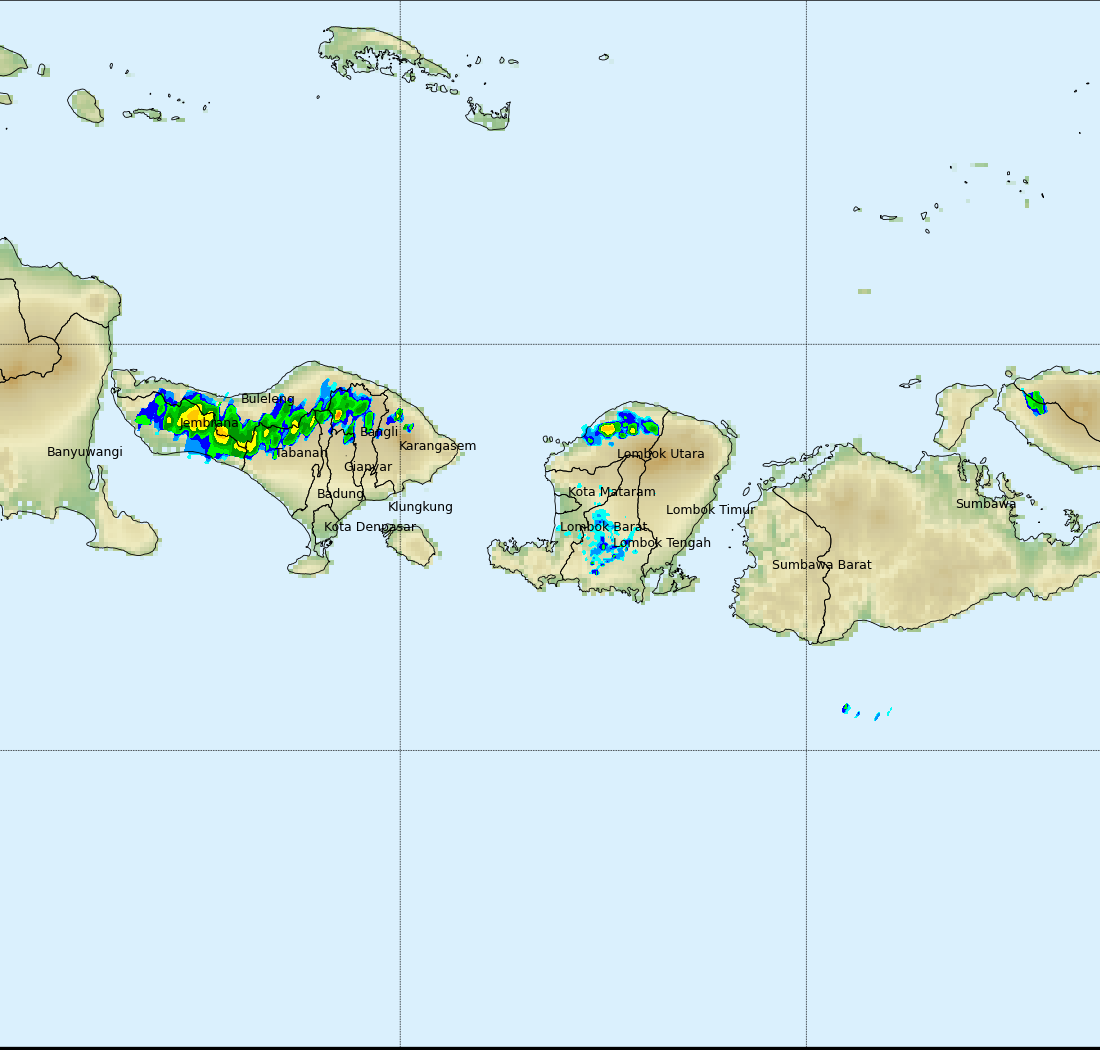 Buleleng
Jembrana
Bangli
Karangasem
Banyuwangi
Tabanan
Lombok Utara
Gianyar
Badung
Kota Mataram
Klungkung
Lombok Timur
Sumbawa
Kota Denpasar
Lombok Barat
Lombok Tengah
Sumbawa Barat